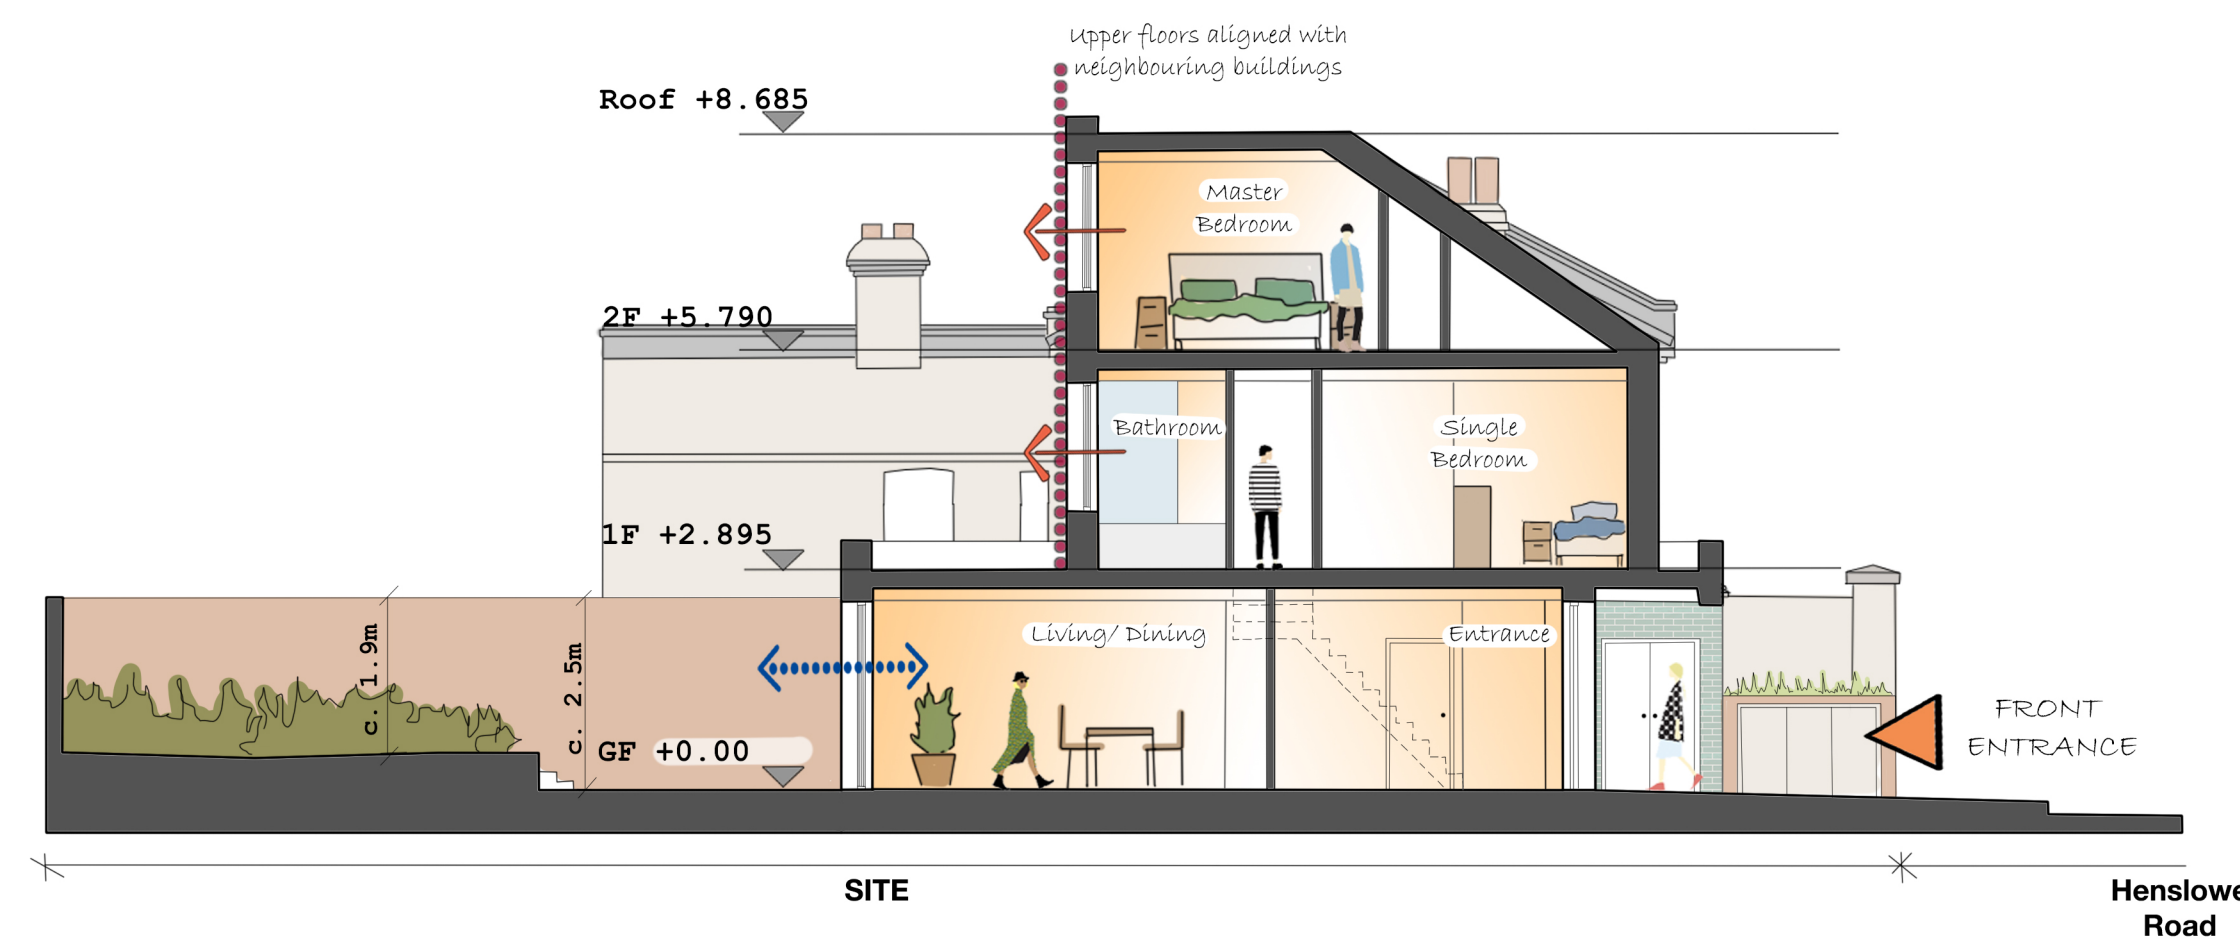 Upper floors aligned with
neighbouring buildings
Roof +8.685
Master
Bedroom
2F +5.790
Bathroom
Single
Bedroom
1F +2.895
Living/ Dining
Entrance
c. 1.9m
c. 2.5m
GF +0.00
FRONT
ENTRANCE
SITE
Henslowe
Road